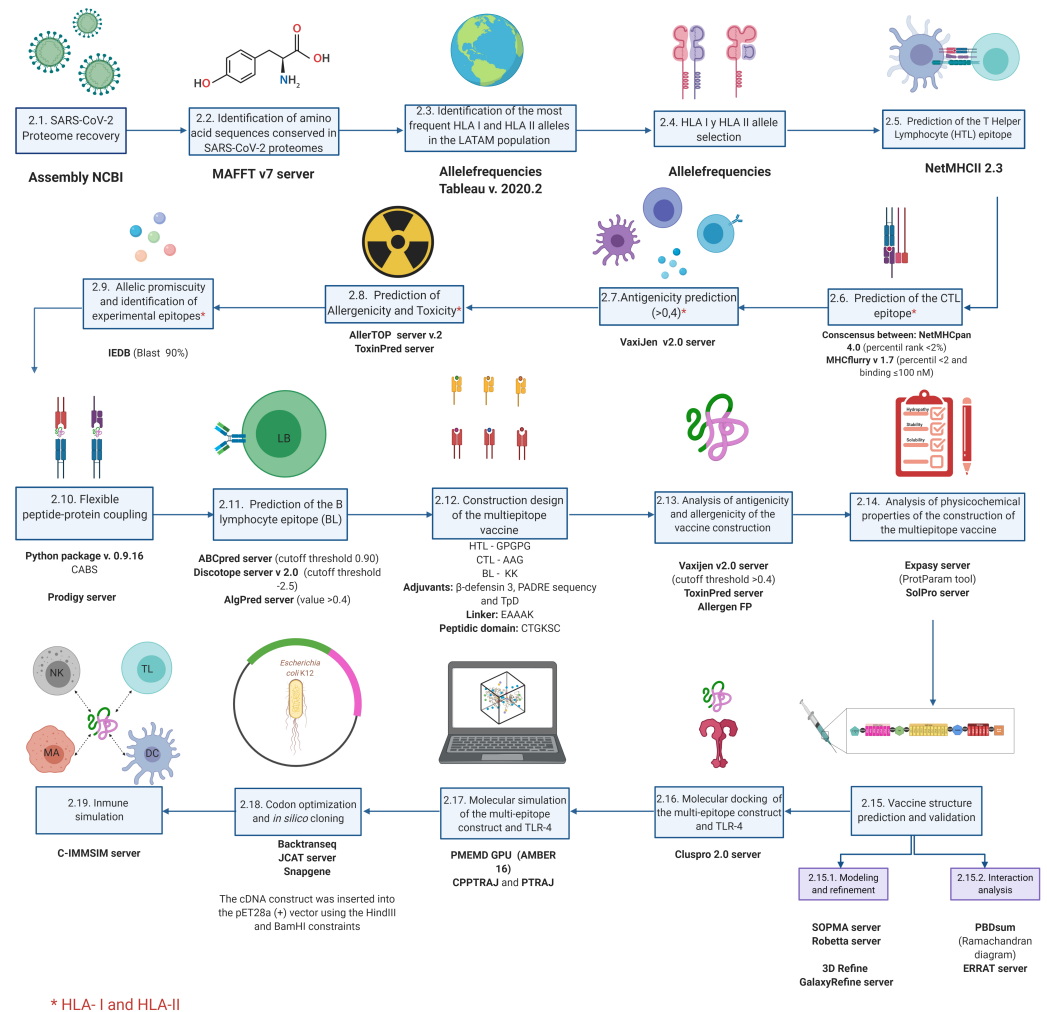 O
OH
HO
NH2
2.1. SARS-CoV-2
Proteome recovery
Assembly NCBI
2.2. Identification of amino
acid sequences conserved in
SARS-CoV-2 proteomes
MAFFT v7 server
2.3. Identification of the most
frequent HLA I and HLA II alleles
in the LATAM population
Allelefrequencies
Tableau v. 2020.2
2.4. HLA I y HLA II allele
selection
Allelefrequencies
2.5. Prediction of the T Helper
Lymphocyte (HTL) epitope
NetMHCII 2.3
2.6. Prediction of the CTL
epitope*
Conscensus between: NetMHCpan
4.0 (percentil rank <2%)
MHCflurry v 1.7 (percentil <2 and
binding ≤100 nM)
2.7.Antigenicity prediction
(>0,4)*
VaxiJen v2.0 server
2.8. Prediction of
Allergenicity and Toxicity*
AllerTOP server v.2
ToxinPred server
2.9. Allelic promiscuity
and identification of
experimental epitopes*
IEDB (Blast 90%)
2.10. Flexible
peptide-protein coupling
Python package v. 0.9.16
CABS
Prodigy server
LB
2.11. Prediction of the B
lymphocyte epitope (BL)
ABCpred server (cutoff threshold 0.90)
Discotope server v 2.0 (cutoff threshold
-2.5)
AlgPred server (value >0.4)
2.12. Construction design
of the multiepitope
vaccine
HTL - GPGPG
CTL - AAG
BL - KK
Adjuvants: β-defensin 3, PADRE sequency
and TpD
Linker: EAAAK
Peptidic domain: CTGKSC
2.13. Analysis of antigenicity
and allergenicity of the
vaccine construction
Vaxijen v2.0 server
(cutoff threshold >0.4)
ToxinPred server
Allergen FP
Hydropathy
Stability
Solubility
2.14. Analysis of physicochemical
properties of the construction of
the multiepitope vaccine
Expasy server
(ProtParam tool)
SolPro server
2.15. Vaccine structure
prediction and validation
2.15.1. Modeling
and refinement
SOPMA server
Robetta server
3D Refine
GalaxyRefine server
2.15.2. Interaction
analysis
PBDsum
(Ramachandran
diagram)
ERRAT server
2.16. Molecular docking of
the multi-epitope construct
and TLR-4
Cluspro 2.0 server
2.17. Molecular simulation
of the multi-epitope
construct and TLR-4
PMEMD GPU (AMBER
16)
CPPTRAJ and PTRAJ
Escherichia
coli K12
2.18. Codon optimization
and in silico cloning
Backtranseq
JCAT server
Snapgene
The cDNA construct was inserted into
the pET28a (+) vector using the HindIII
and BamHI constraints
NK
TL
MA
DC
2.19. Inmune
simulation
C-IMMSIM server
* HLA- I and HLA-II